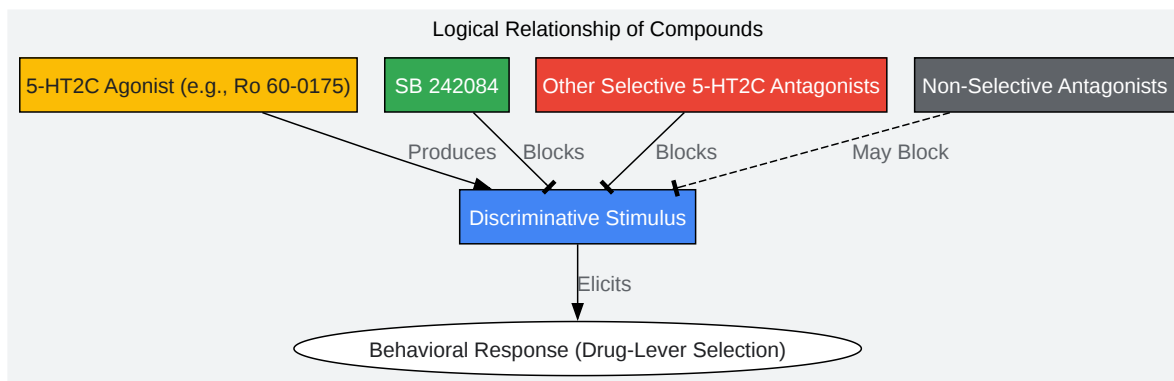 Logical Relationship of Compounds
5-HT2C Agonist (e.g., Ro 60-0175)
SB 242084
Other Selective 5-HT2C Antagonists
Non-Selective Antagonists
Produces
Blocks
Blocks
May Block
Discriminative Stimulus
Elicits
Behavioral Response (Drug-Lever Selection)